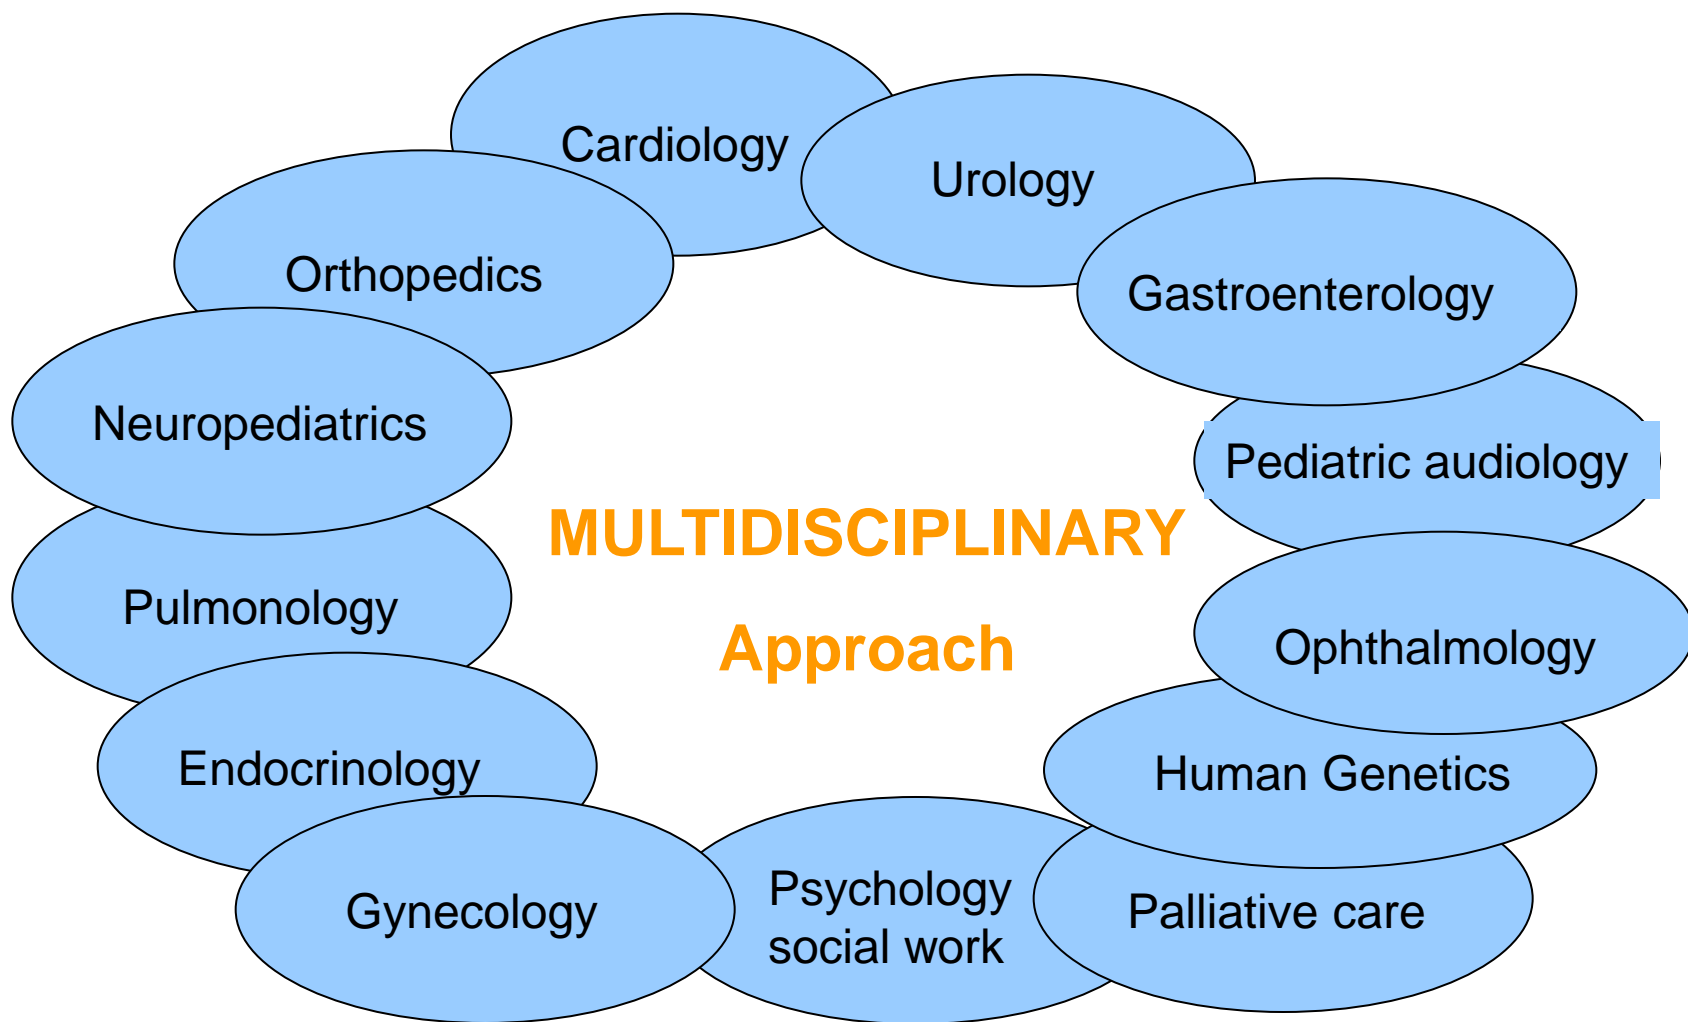 Cardiology
Urology
Orthopedics
Gastroenterology
Neuropediatrics
Pediatric audiology
MULTIDISCIPLINARY
Approach
Pulmonology
Ophthalmology
Endocrinology
Human Genetics
Gynecology
Psychology
social work
Palliative care